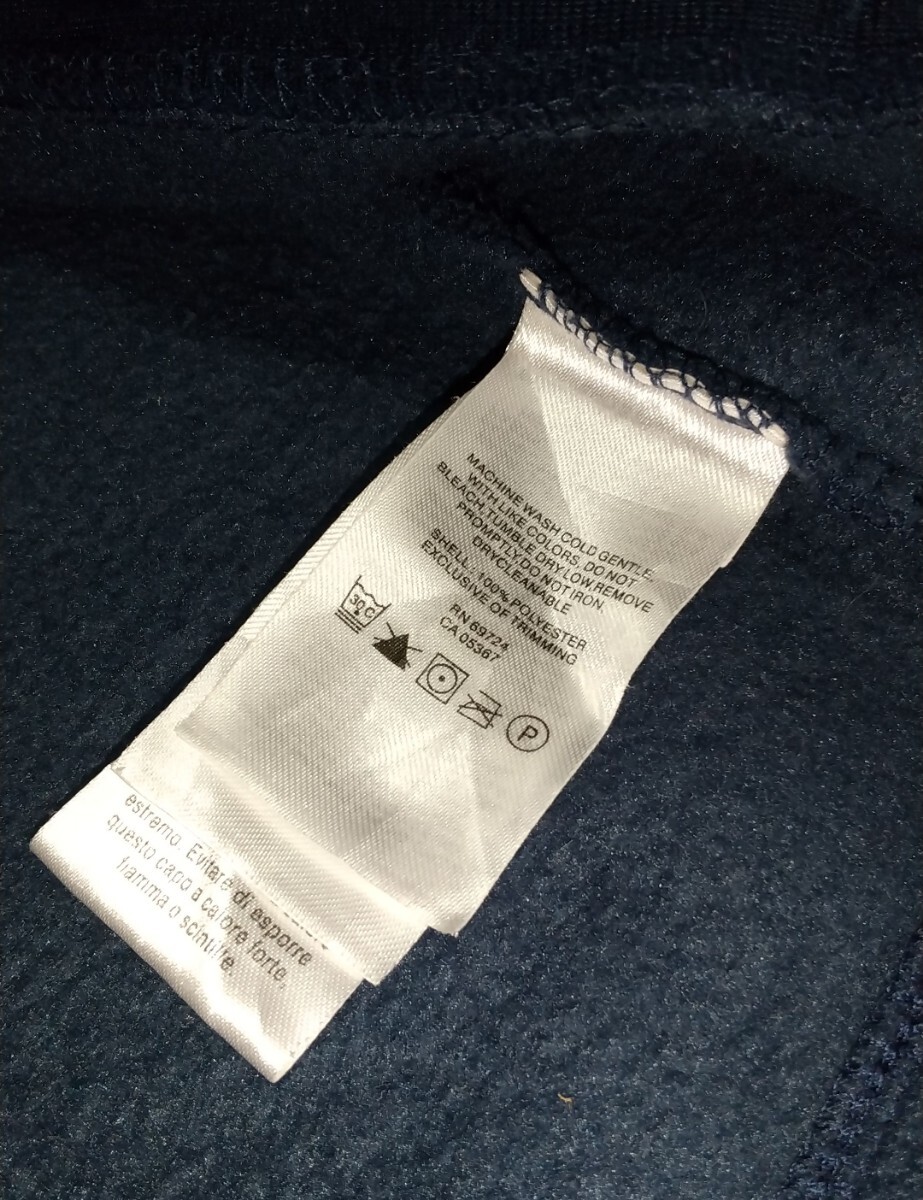 MACHINE WASH COLD GENTLE,
WITH LIKE COLORS, DO NOT
BLEACH, TUMBLE DRY LOW, REMOVE
PROMPTLY, DO NOT IRON.
DRYCLEANABLE
SHELL: 100% POLYESTER
EXCLUSIVE OF TRIMMING
RN 69724
CA 05367
30°C
P
estremo. Evitare di esporre
questo capo a calore forte,
fiamma o scintille.